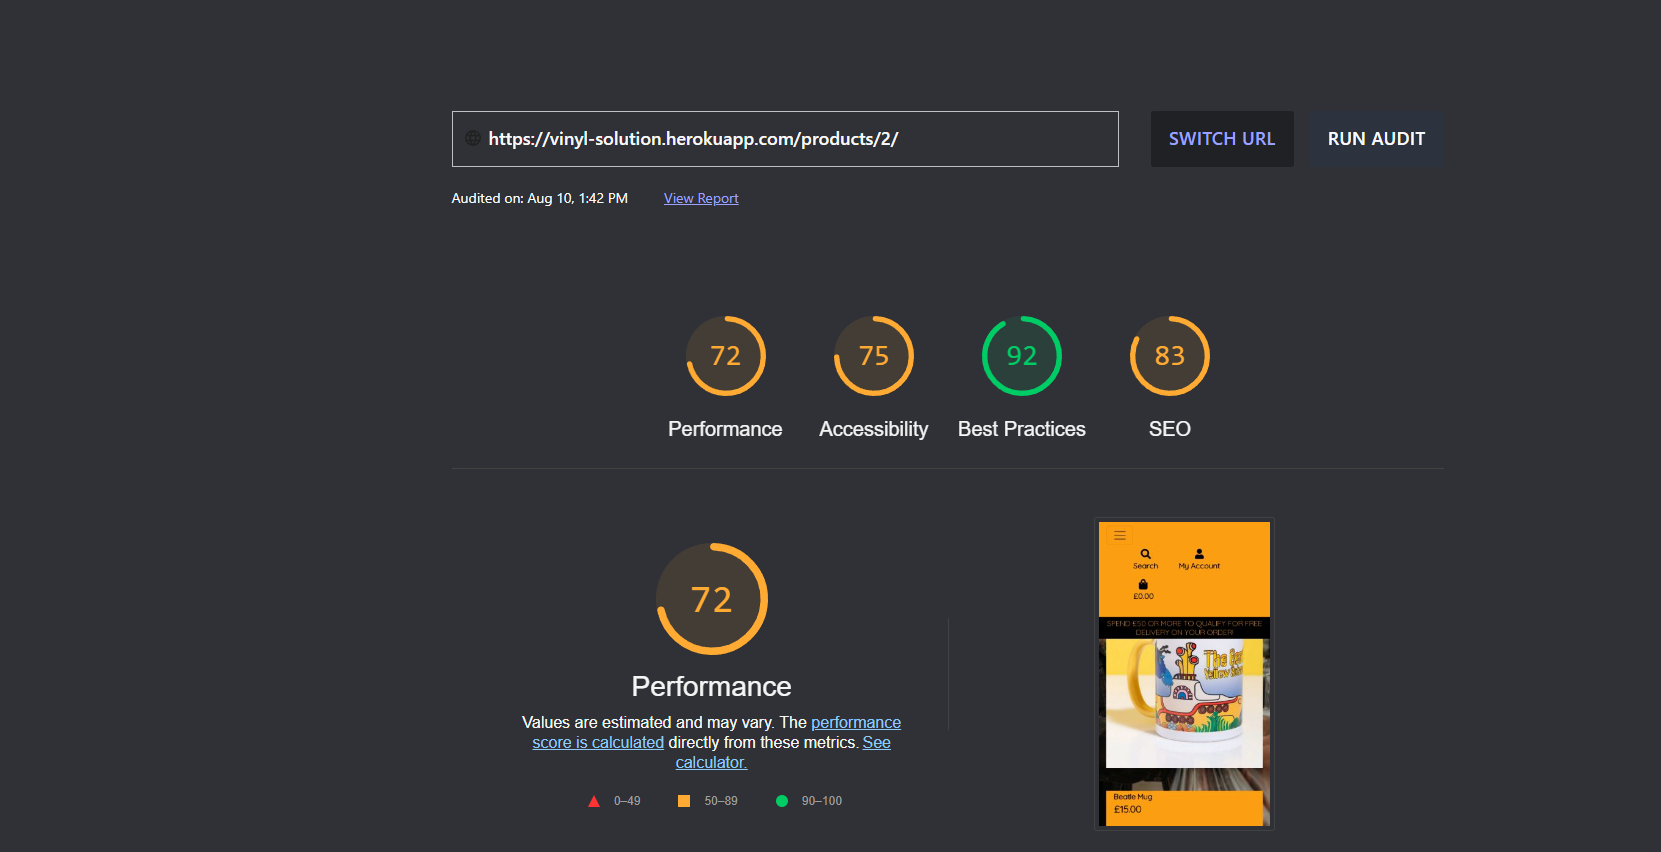 https://vinyl-solution.herokuapp.com/products/2/
SWITCH URL
RUN AUDIT
Audited on: Aug 10, 1:42 PM
View Report
72
75
92
83
Performance
Accessibility
Best Practices
SEO
72
Performance
Values are estimated and may vary. The performance
score is calculated directly from these metrics. See
calculator.
0–49
50–89
90–100
Search
My Account
£0.00
SPEND £50 OR MORE TO QUALIFY FOR FREE
DELIVERY ON YOUR ORDER!
The
Yellow
Beatle Mug
£15.00